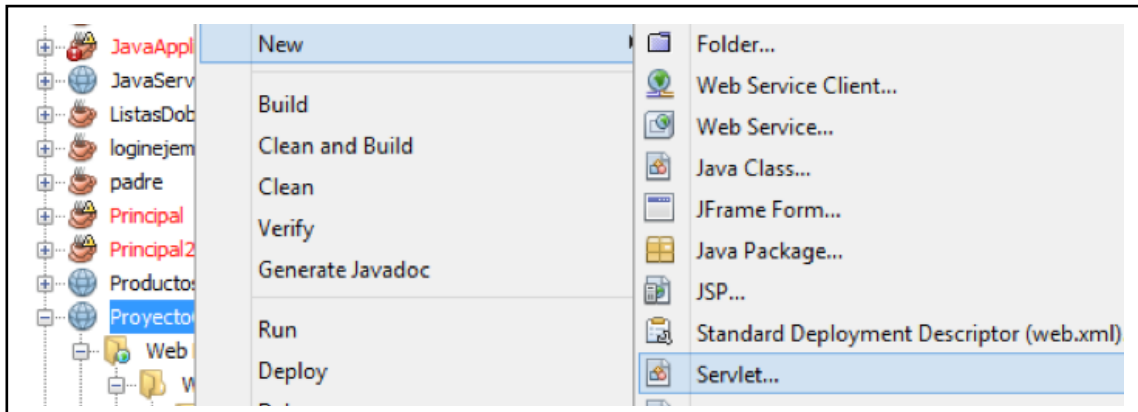 JavaAppl
JavaServ
ListasDob
loginejem
padre
Principal
Principal2
Producto
Proyecto
Web
W
New
Build
Clean and Build
Clean
Verify
Generate Javadoc
Run
Deploy
Folder...
Web Service Client...
Web Service...
Java Class...
JFrame Form...
Java Package...
JSP...
Standard Deployment Descriptor (web.xml)
Servlet...